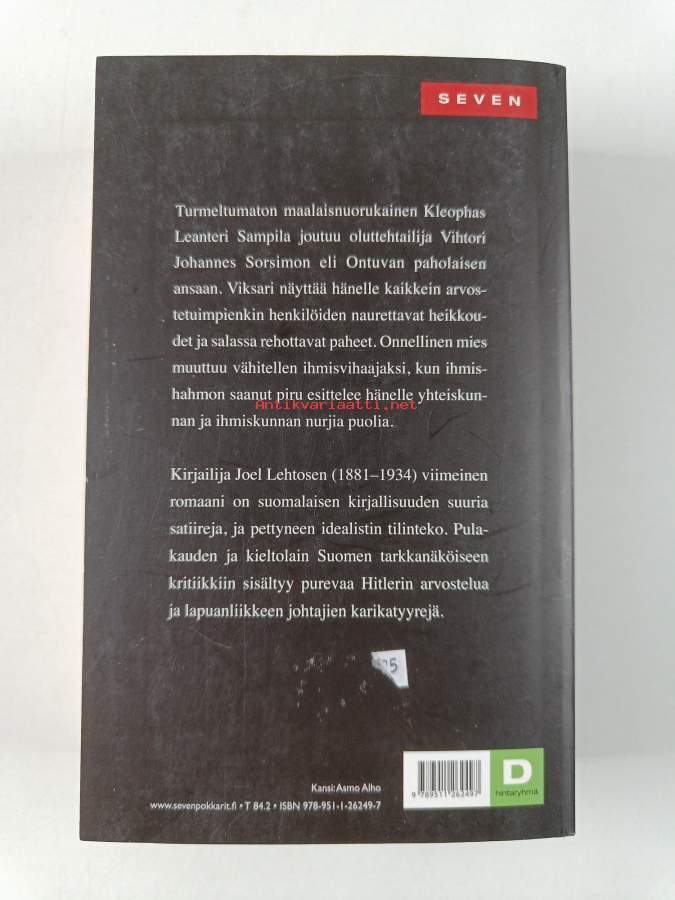 SEVEN
Turmeltumaton maalaisnuorukainen Kleophas
Leanteri Sampila joutuu oluttehtailija Vihtori
Johannes Sorsimon eli Ontuvan paholaisen
ansaan. Viksari näyttää hänelle kaikkein arvos-
tetuimpienkin henkilöiden naurettavat heikkou-
det ja salassa rehottavat paheet. Onnellinen mies
muuttuu vähitellen ihmisvihaajaksi, kun ihmis-
hahmon saanut piru esittelee hänelle yhteiskun-
Antikvariaatti.net
nan ja ihmiskunnan nurjia puolia.
Kirjailija Joel Lehtosen (1881–1934) viimeinen
romaani on suomalaisen kirjallisuuden suuria
satiireja, ja pettyneen idealistin tilinteko. Pula-
kauden ja kieltolain Suomen tarkkanäköiseen
kritiikkiin sisältyy purevaa Hitlerin arvostelua
ja lapuanliikkeen johtajien karikatyyrejä.
Kansi: Asmo Alho
www.sevenpokkarit.fi • T 84.2 • ISBN 978-951-1-26249-7
9 789511 262497
D
hintaryhmä